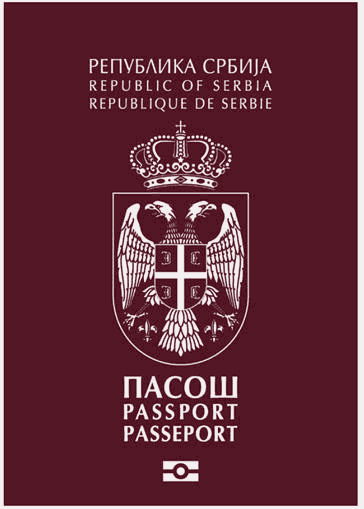 РЕПУБЛИКА СРБИЈА
REPUBLIC OF SERBIA
REPUBLIQUE DE SERBIE
ПАСОШ
PASSPORT
PASSEPORT